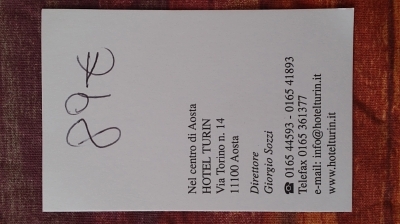 89 €
Nel centro di Aosta
HOTEL TURIN
Via Torino n. 14
11100 Aosta
Direttore
Giorgio Sozzi
☎ 0165 44593 - 0165 41893
Telefax 0165 361377
e-mail: info@hotelturin.it
www.hotelturin.it